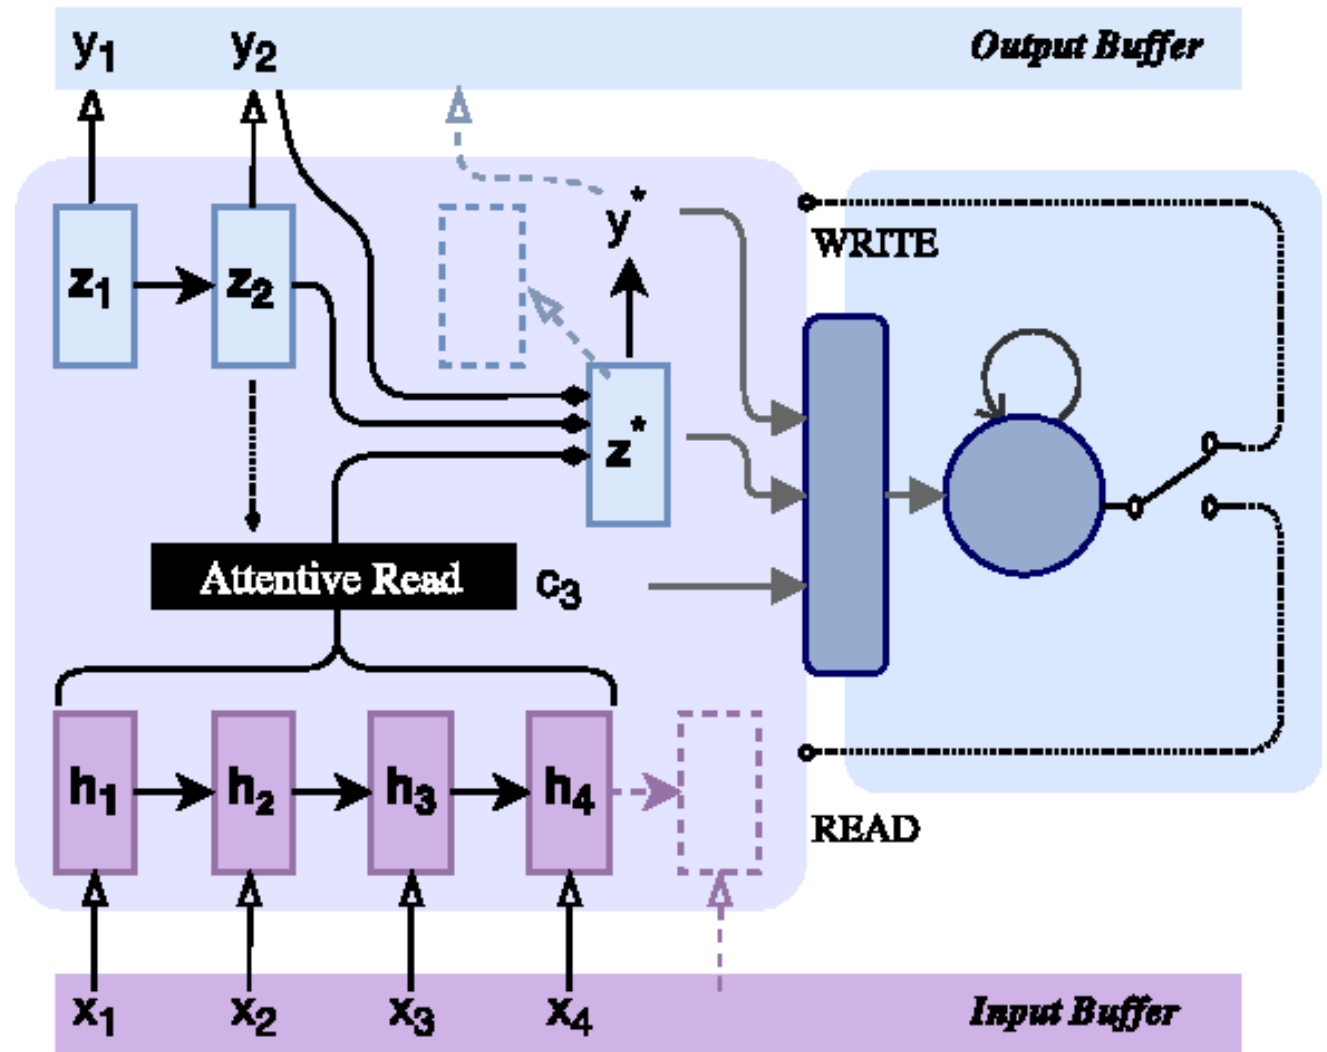 y1 y2 Output Buffer
y*
WRITE
z1 z2
z*
Attentive Read c3
h1 h2 h3 h4
READ
x1 x2 x3 x4 Input Buffer